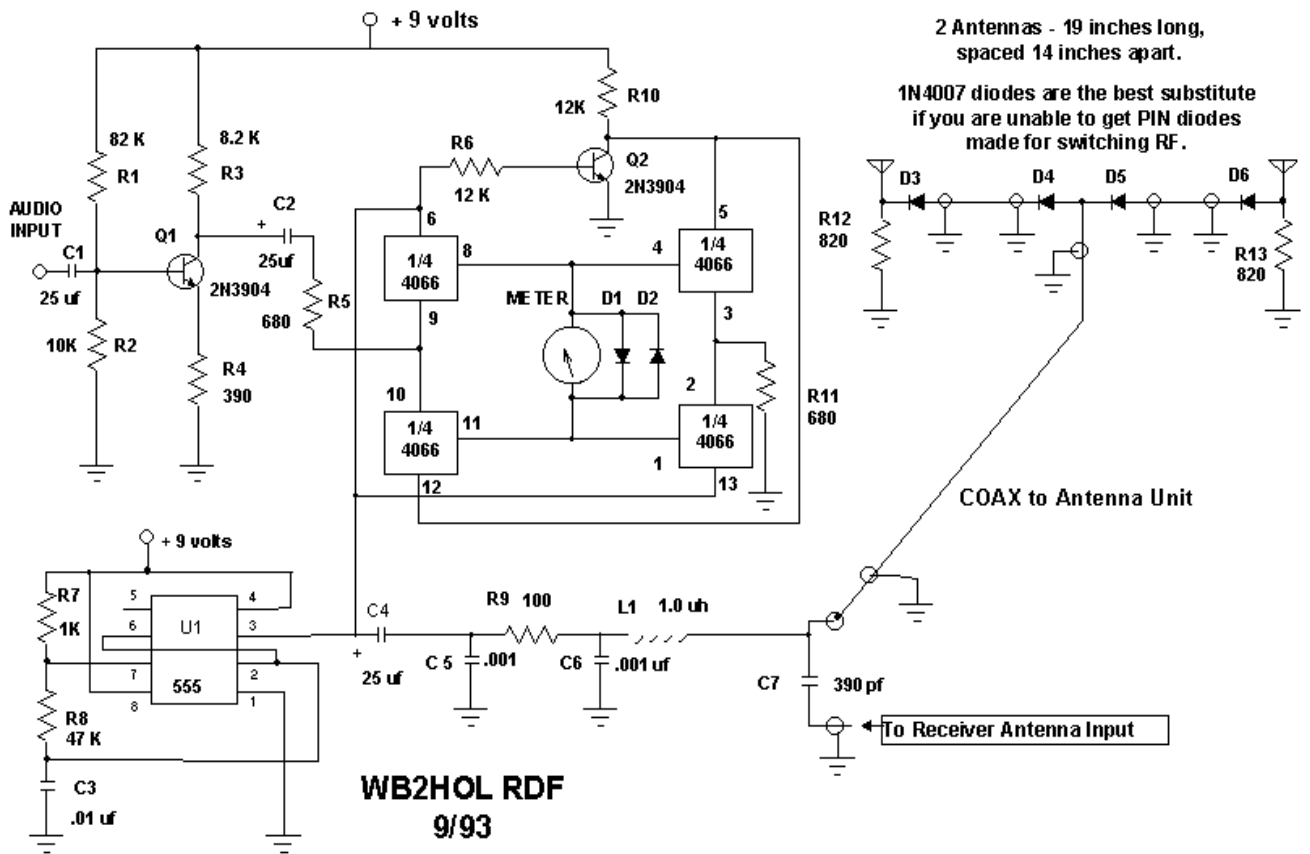 + 9 volts
2 Antennas - 19 inches long,
spaced 14 inches apart.
1N4007 diodes are the best substitute
if you are unable to get PIN diodes
made for switching RF.
82 K
R1
8.2 K
R3
AUDIO
INPUT
C1
25 uf
Q1
2N3904
10K
R2
R4
390
C2
+
25uf
R5
680
R6
12 K
12K
R10
Q2
2N3904
6
1/4
4066
8
9
4
5
1/4
4066
3
METER
D1
D2
10
1/4
4066
11
12
2
1/4
4066
1
13
R11
680
D3
D4
D5
D6
R12
820
R13
820
COAX to Antenna Unit
+ 9 volts
R7
1K
R8
47 K
C3
.01 uf
5
6
7
8
U1
555
4
3
2
1
C4
+
25 uf
C 5
.001
R9
100
C6
.001 uf
L1
1.0 uh
C7
390 pf
To Receiver Antenna Input
WB2HOL RDF
9/93